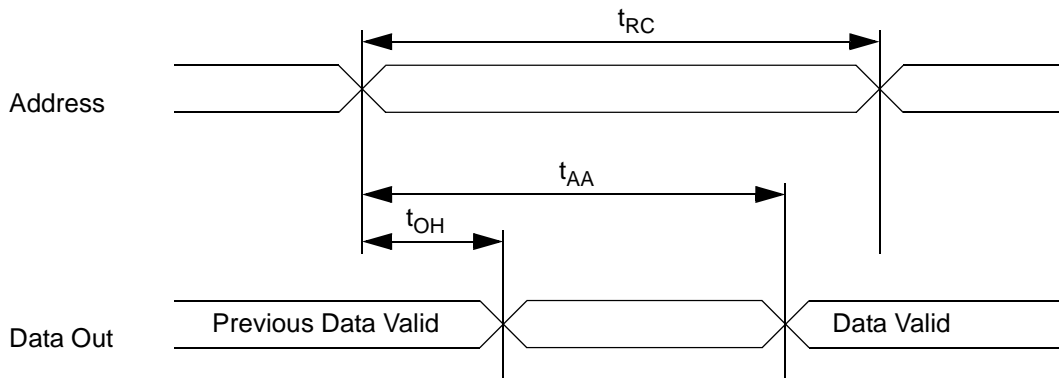 tRC
Address
tAA
tOH
Data Out
Previous Data Valid
Data Valid